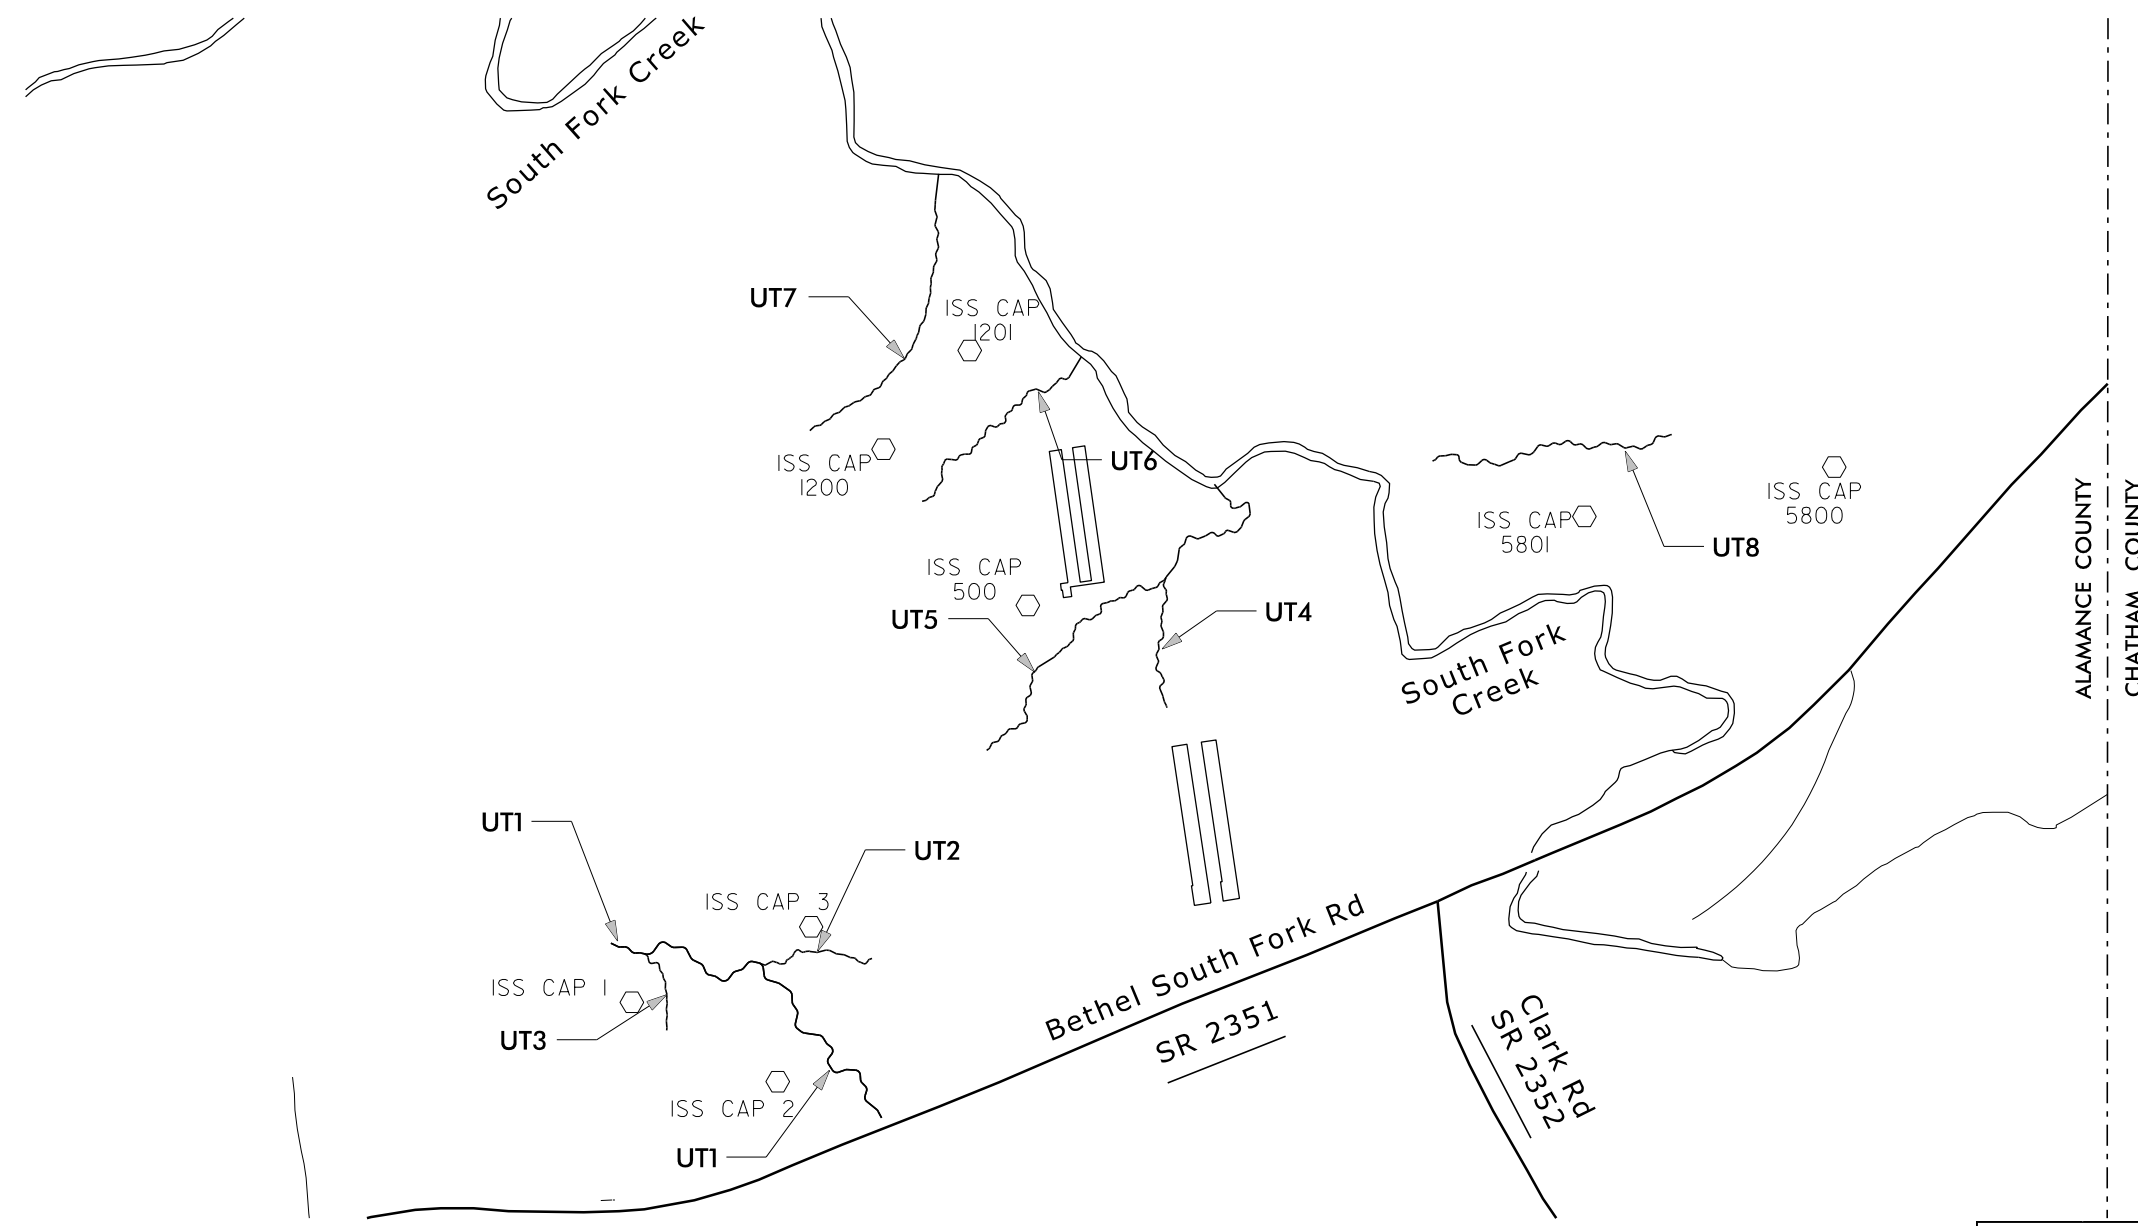 South Fork Creek
UT7
ISS CAP
1201
ISS CAP
1200
UT6
ISS CAP
5801
ISS CAP
5800
UT8
ALAMANCE COUNTY
CHATHAM COUNTY
ISS CAP
500
UT5
UT4
South Fork
Creek
UT1
UT2
ISS CAP 3
ISS CAP 1
UT3
ISS CAP 2
UT1
Bethel South Fork Rd
SR 2351
Clark Rd
SR 2352